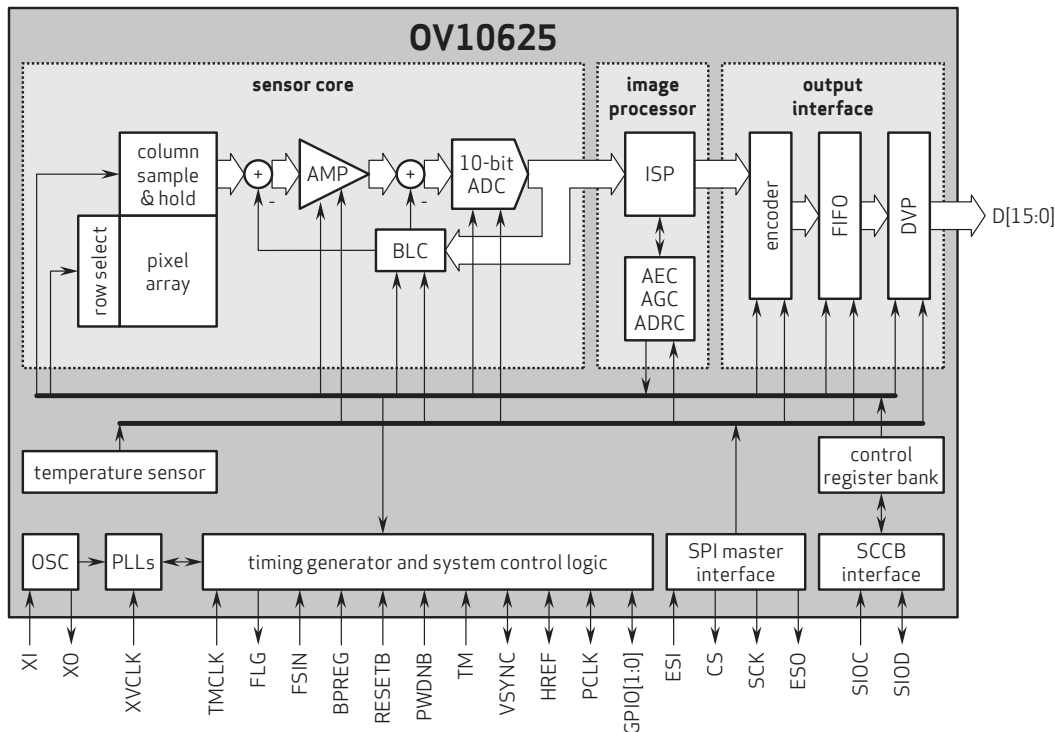 OV10625
sensor core
image
processor
output
interface
column
sample
& hold
+
-
AMP
+
-
10-bit
ADC
ISP
encoder
FIFO
DVP
D[15:0]
row select
pixel
array
BLC
AEC
AGC
ADRC
temperature sensor
control
register bank
OSC
PLLs
timing generator and system control logic
SPI master
interface
SCCB
interface
XI
XO
XVCLK
TMCLK
FLG
FSIN
BPREG
RESETB
PWDNB
TM
VSYNC
HREF
PCLK
GPIO[1:0]
ESI
CS
SCK
ESO
SIOC
SIOD